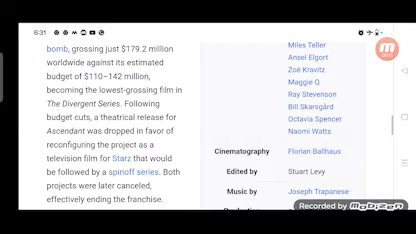 6:31
bomb, grossing just $179.2 million
worldwide against its estimated
budget of $110–142 million,
becoming the lowest-grossing film in
The Divergent Series. Following
budget cuts, a theatrical release for
Ascendant was dropped in favor of
reconfiguring the project as a
television film for Starz that would
be followed by a spinoff series. Both
projects were later canceled,
effectively ending the franchise.
Miles Teller
Ansel Elgort
Zoë Kravitz
Maggie Q
Ray Stevenson
Bill Skarsgård
Octavia Spencer
Naomi Watts
Cinematography Florian Ballhaus
Edited by Stuart Levy
Music by Joseph Trapanese
Recorded by Mobizen